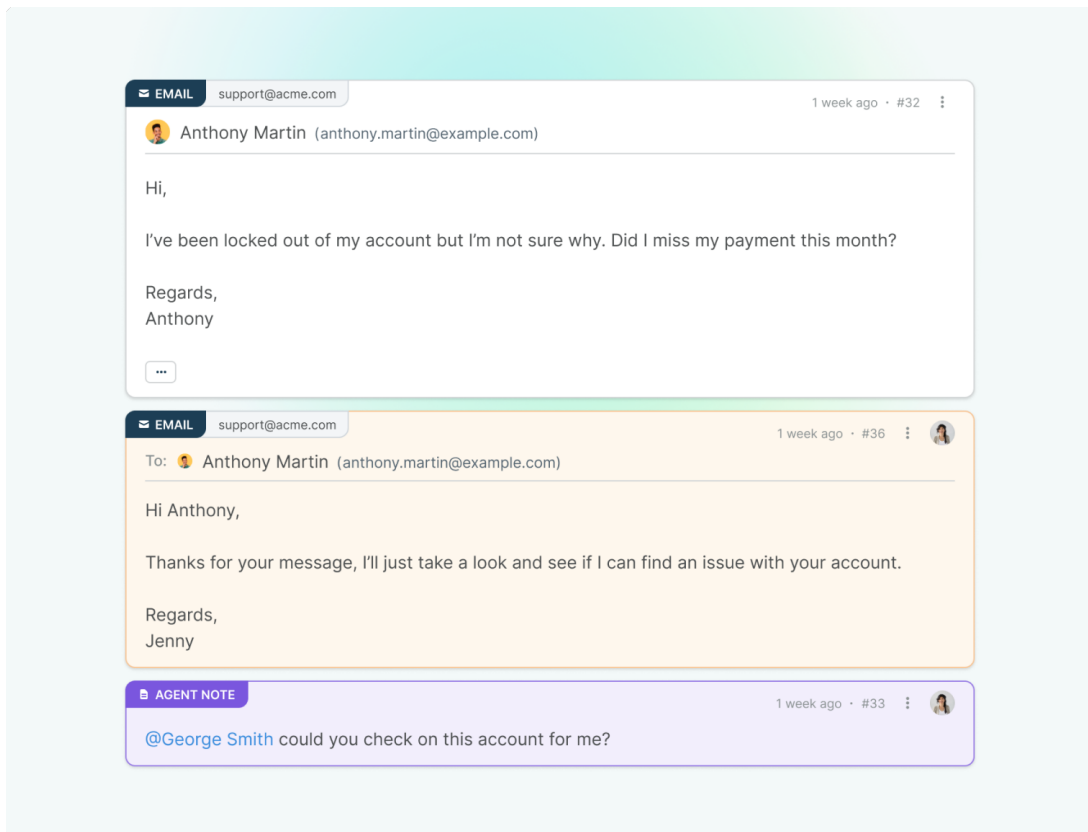 EMAIL support@acme.com
1 week ago · #32
Anthony Martin (anthony.martin@example.com)
Hi,
I’ve been locked out of my account but I’m not sure why. Did I miss my payment this month?
Regards,
Anthony
EMAIL support@acme.com
1 week ago · #36
To: Anthony Martin (anthony.martin@example.com)
Hi Anthony,
Thanks for your message, I’ll just take a look and see if I can find an issue with your account.
Regards,
Jenny
AGENT NOTE
1 week ago · #33
@George Smith could you check on this account for me?